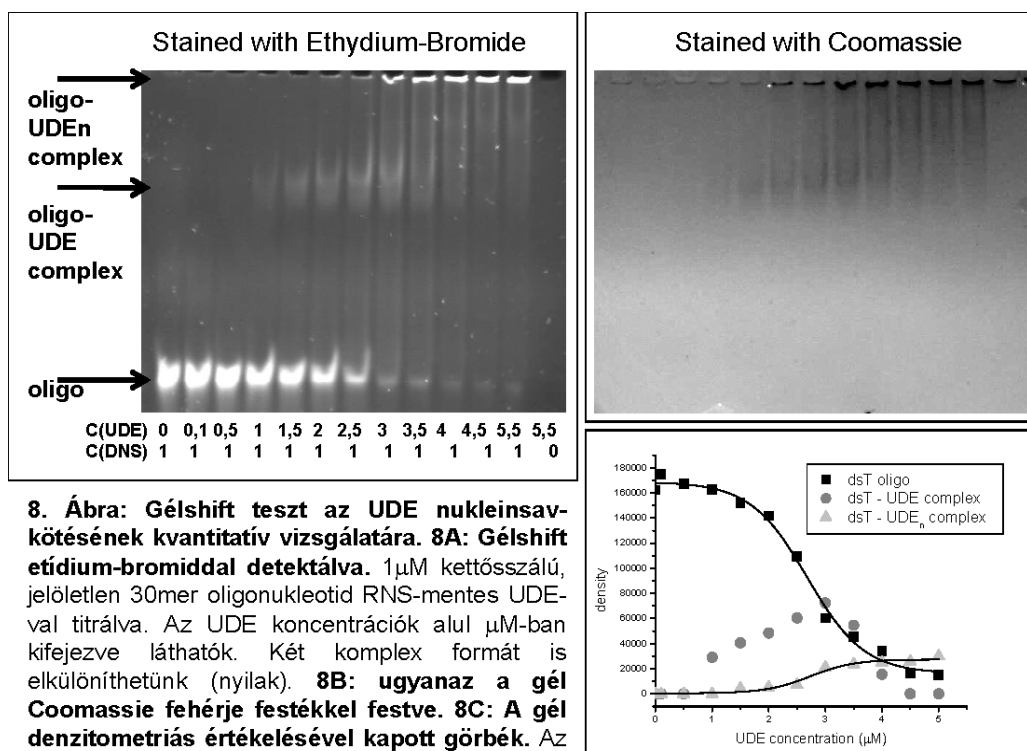 Stained with Ethydium-Bromide
oligo-
UDEn
complex
oligo-
UDE
complex
oligo
C(UDE) 0 0,1 0,5 1 1,5 2 2,5 3 3,5 4 4,5 5,5 5,5
C(DNS) 1 1 1 1 1 1 1 1 1 1 1 1 0
Stained with Coomassie
8. Ábra: Gélshift teszt az UDE nukleinsav-
kötésének kvantitatív vizsgálatára. 8A: Gélshift
etídium-bromiddal detektálva. 1µM kettősszálú,
jelöletlen 30mer oligonukleotid RNS-mentes UDE-
val titrálva. Az UDE koncentrációk alul µM-ban
kifejezve láthatók. Két komplex formát is
elkülöníthetünk (nyilak). 8B: ugyanaz a gél
Coomassie fehérje festékkel festve. 8C: A gél
denzitometriás értékelésével kapott görbék. Az
density
180000
160000
140000
120000
100000
80000
60000
40000
20000
0
0 1 2 3 4 5
UDE concentration (µM)
dsT oligo
dsT - UDE complex
dsT - UDEn complex